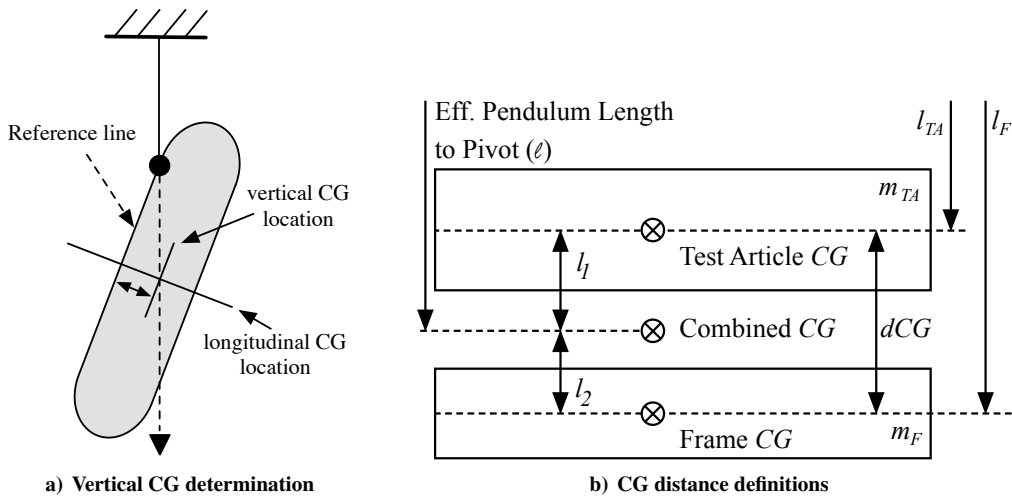 Reference line
vertical CG
location
longitudinal CG
location
a) Vertical CG determination
Eff. Pendulum Length
to Pivot (ℓ)
l_TA
l_F
m_TA
Test Article CG
l_1
Combined CG
dCG
l_2
Frame CG
m_F
b) CG distance definitions